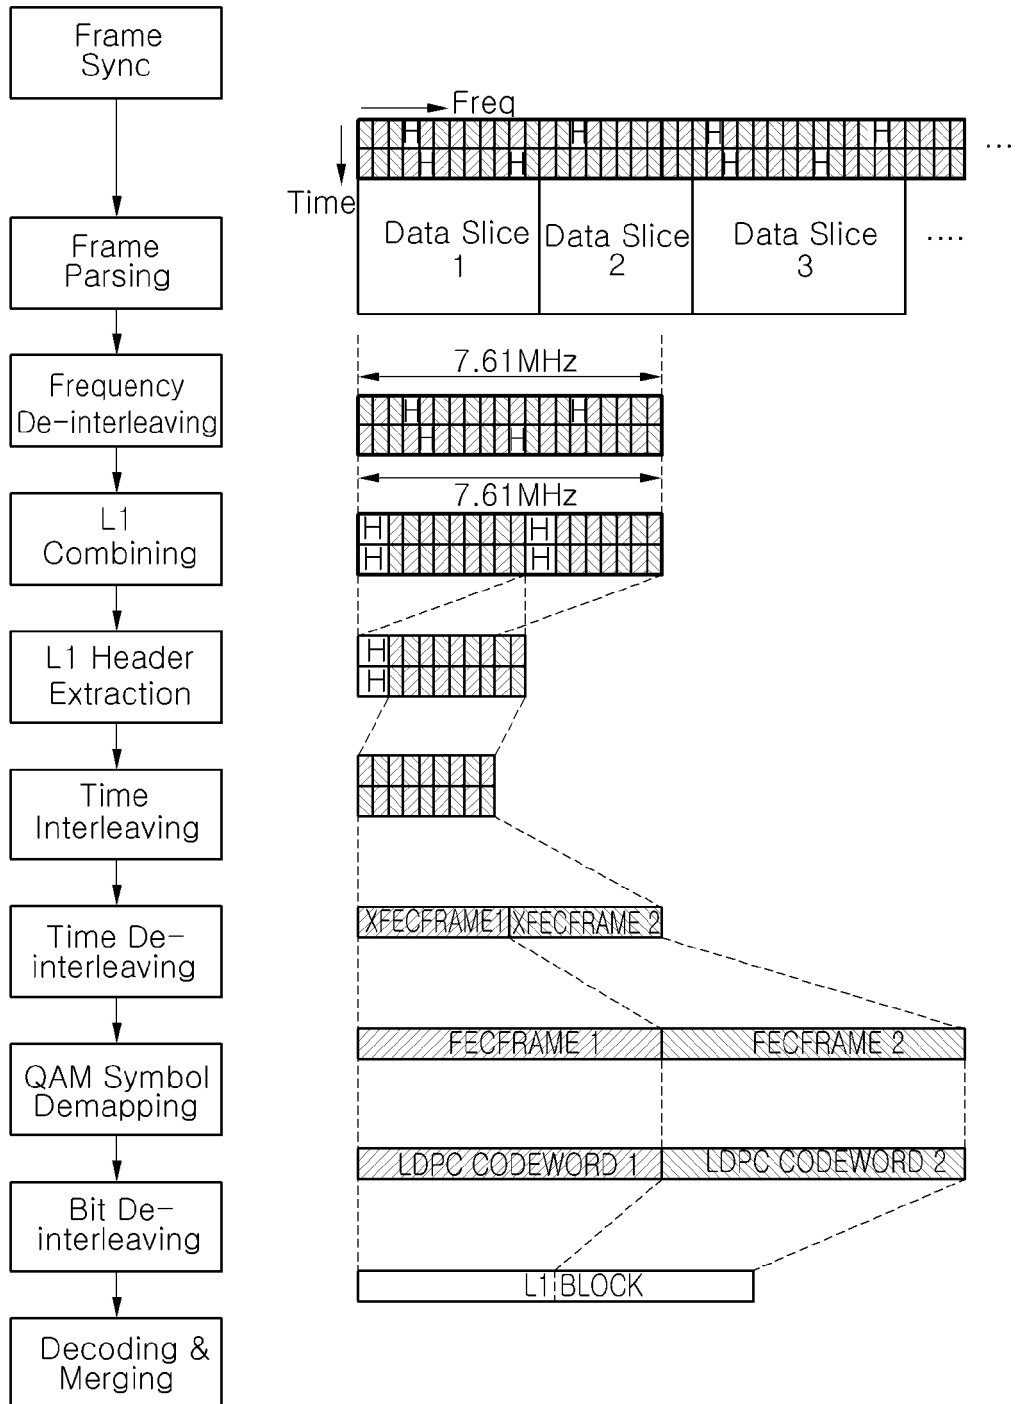 Frame
Sync
Freq
H H H H
H H H H
...
Time
Frame
Parsing
Data Slice
1
Data Slice
2
Data Slice
3
....
7.61MHz
Frequency
De-interleaving
H H
H H
7.61MHz
L1
Combining
H H
H H
L1 Header
Extraction
H
H
Time
Interleaving
XFECFRAME1 XFECFRAME 2
Time De-
interleaving
FECFRAME 1 FECFRAME 2
QAM Symbol
Demapping
LDPC CODEWORD 1 LDPC CODEWORD 2
Bit De-
interleaving
L1 BLOCK
Decoding &
Merging